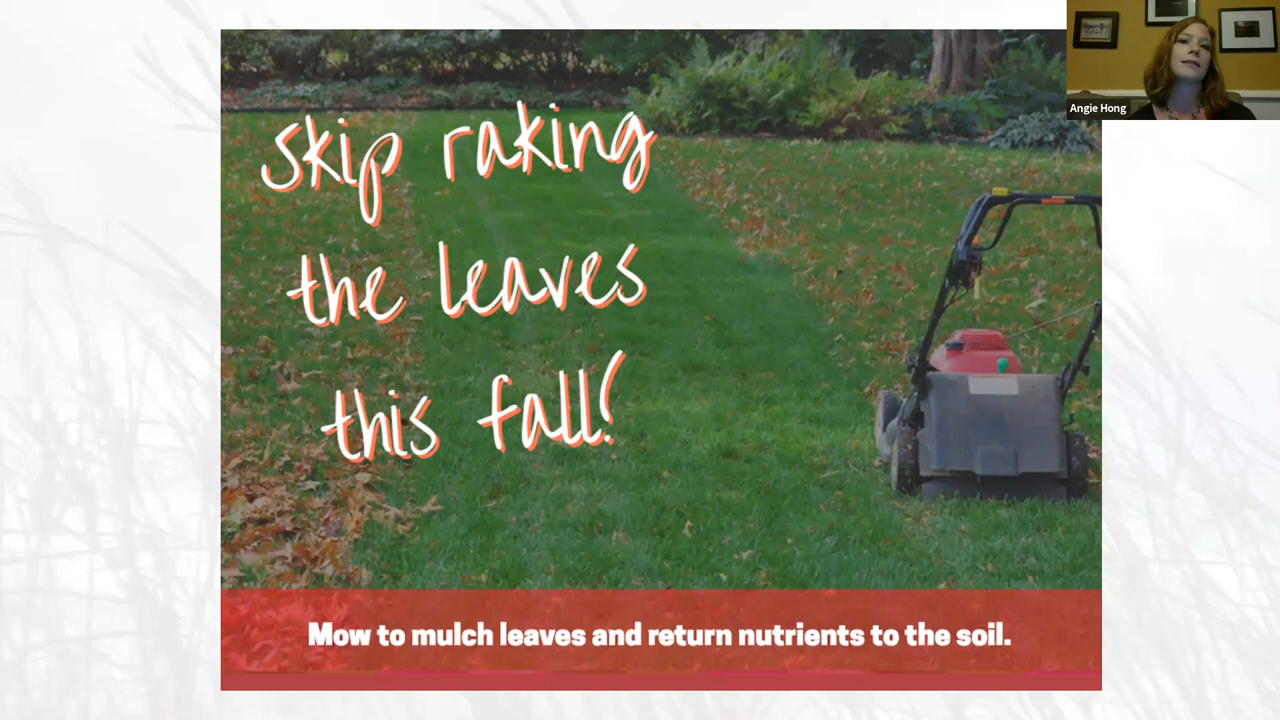 Skip raking
the leaves
this fall!
Mow to mulch leaves and return nutrients to the soil.
Angie Hong